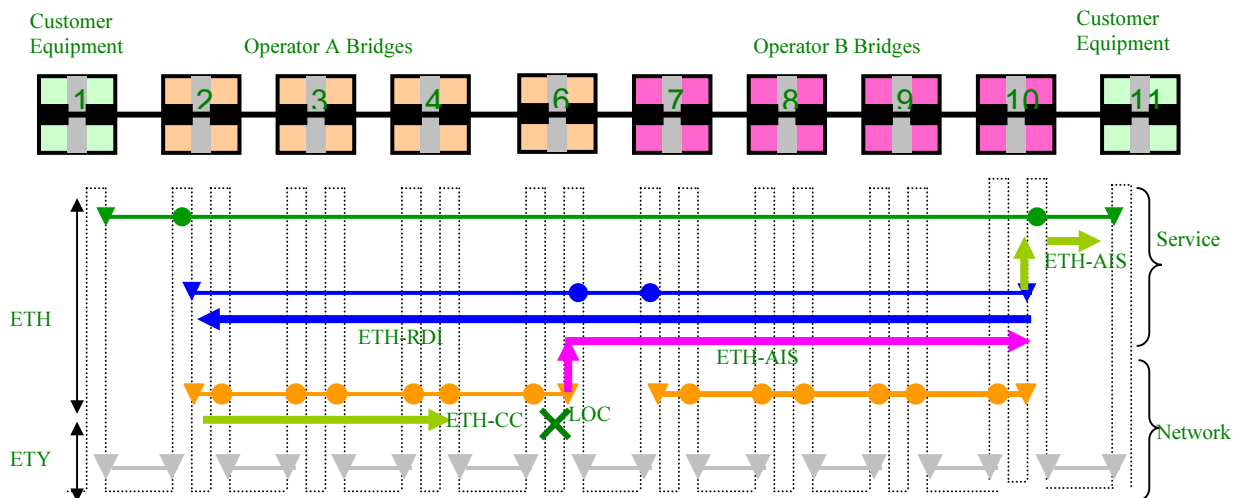 Customer
Equipment
Operator A Bridges
Operator B Bridges
Customer
Equipment
1
2
3
4
6
7
8
9
10
11
Service
ETH-AIS
ETH
ETH-RDI
ETH-AIS
ETH-CC
LOC
Network
ETY